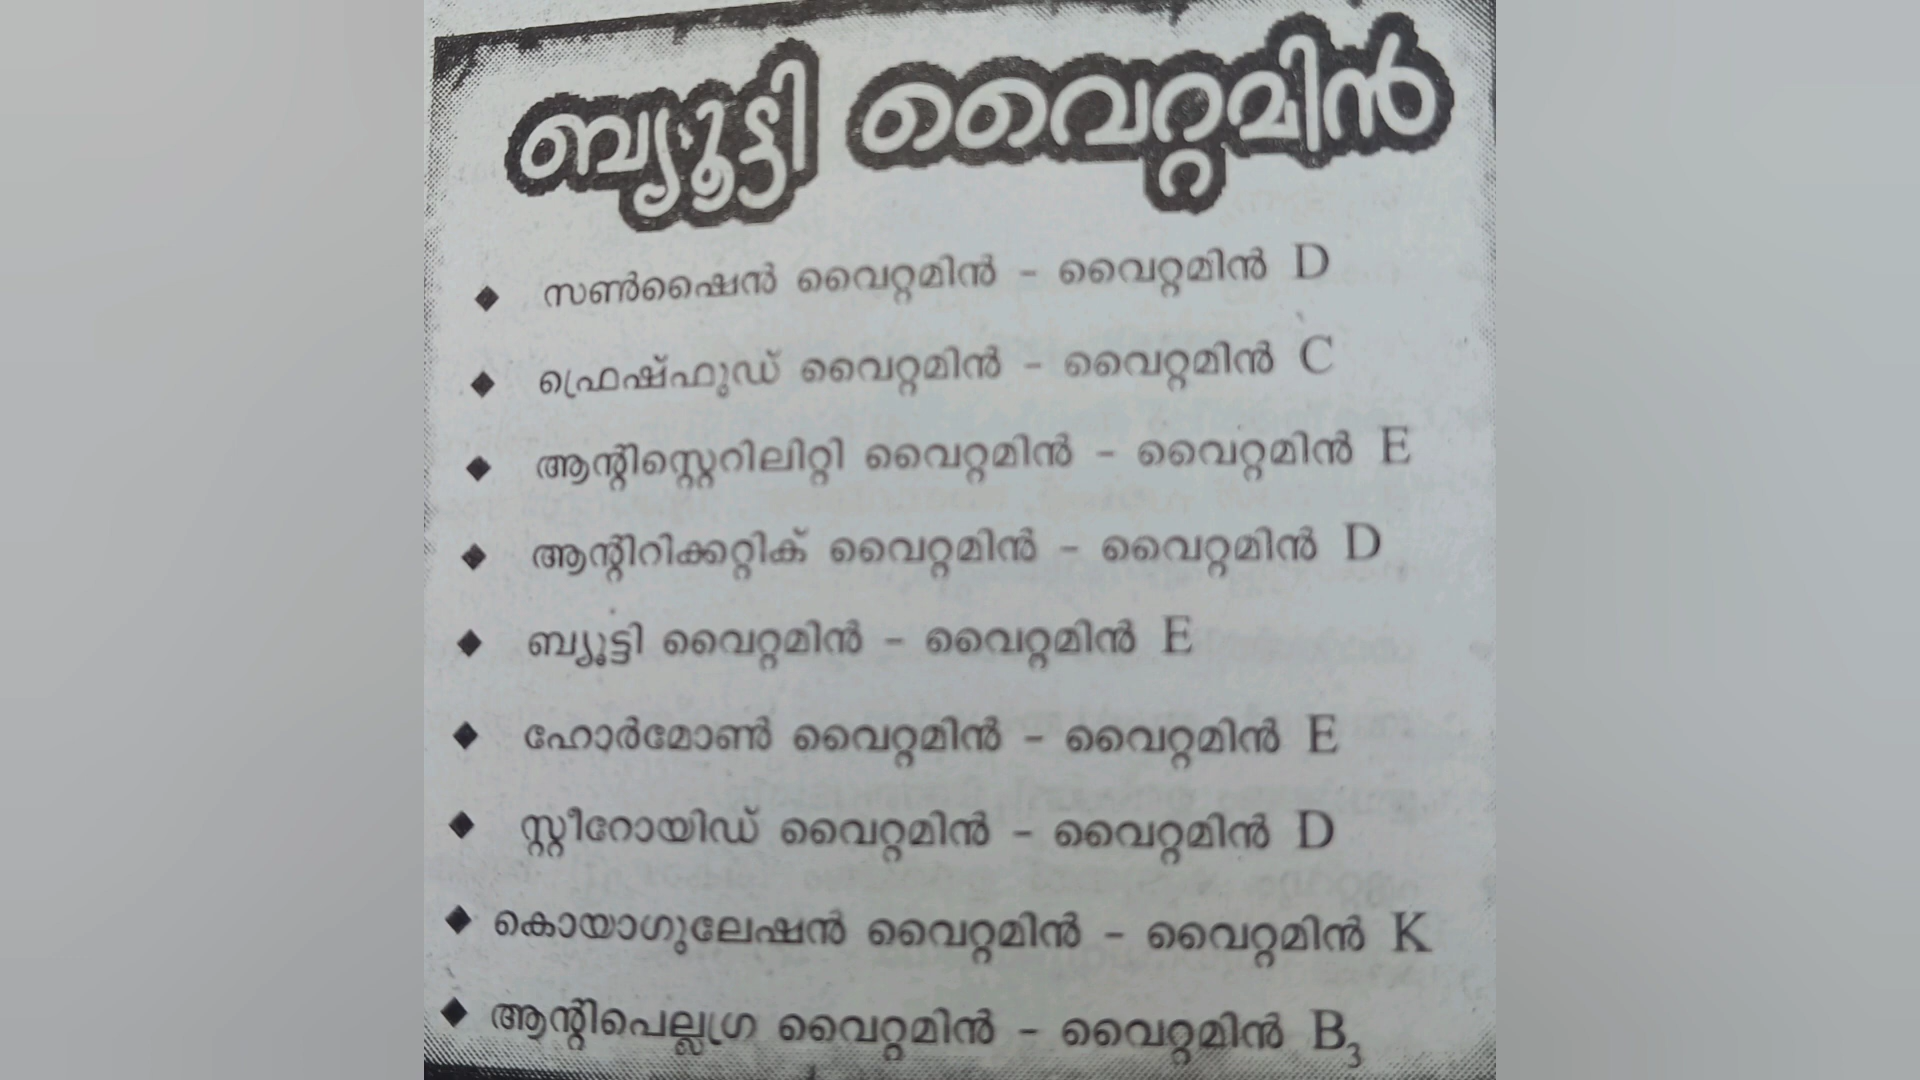 ബ്യൂട്ടി വൈറ്റമിൻ
◆ സൺഷൈൻ വൈറ്റമിൻ - വൈറ്റമിൻ D
◆ ഫ്രെഷ്ഫുഡ് വൈറ്റമിൻ - വൈറ്റമിൻ C
◆ ആന്റിസ്റ്റെറിലിറ്റി വൈറ്റമിൻ - വൈറ്റമിൻ E
◆ ആന്റിറിക്കറ്റിക് വൈറ്റമിൻ - വൈറ്റമിൻ D
◆ ബ്യൂട്ടി വൈറ്റമിൻ - വൈറ്റമിൻ E
◆ ഹോർമോൺ വൈറ്റമിൻ - വൈറ്റമിൻ E
◆ സ്റ്റീറോയിഡ് വൈറ്റമിൻ - വൈറ്റമിൻ D
◆ കൊയാഗുലേഷൻ വൈറ്റമിൻ - വൈറ്റമിൻ K
◆ ആന്റിപെല്ലഗ്ര വൈറ്റമിൻ - വൈറ്റമിൻ B₃